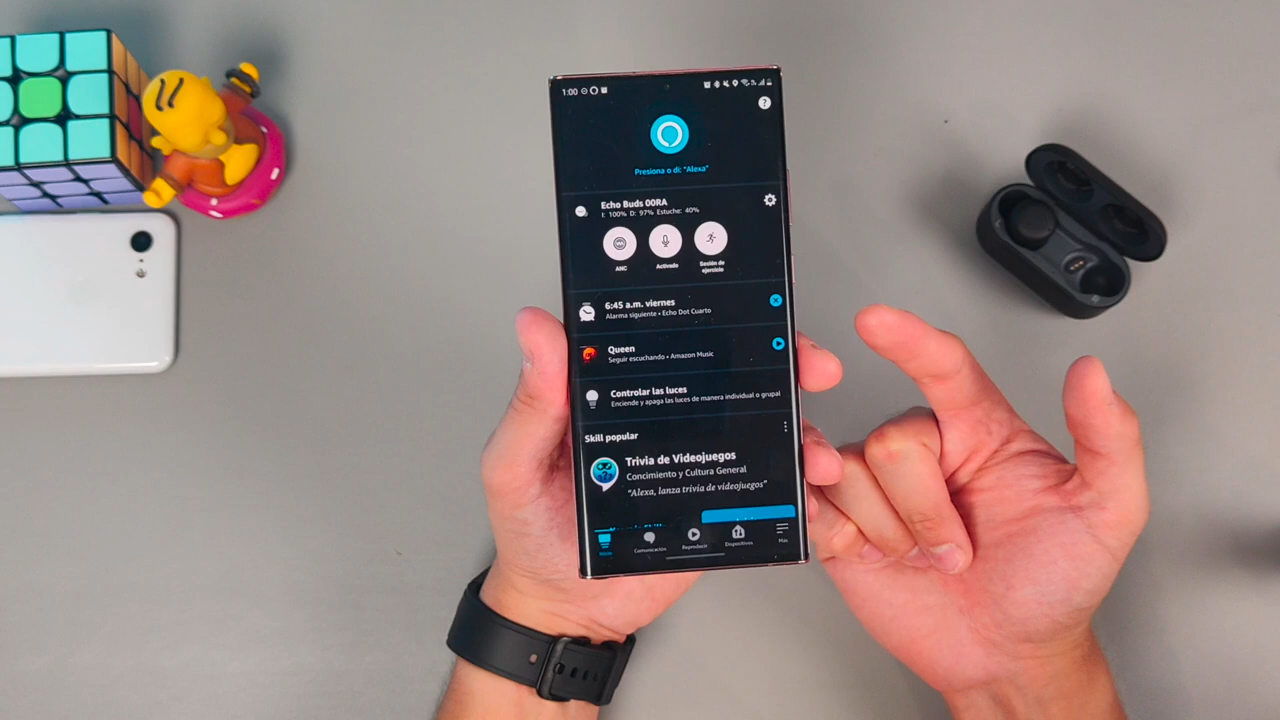 1:00
?
Presiona o di: "Alexa"
Echo Buds 00RA
I: 100% D: 97% Estuche: 40%
ANC
Activado
Sesión de
ejercicio
6:45 a.m. viernes
Alarma siguiente • Echo Dot Cuarto
Queen
Seguir escuchando • Amazon Music
Controlar las luces
Enciende y apaga las luces de manera individual o grupal
Skill popular
Trivia de Videojuegos
Concimiento y Cultura General
"Alexa, lanza trivia de videojuegos"
Inicio
Comunicación
Reproducir
Dispositivos
Más